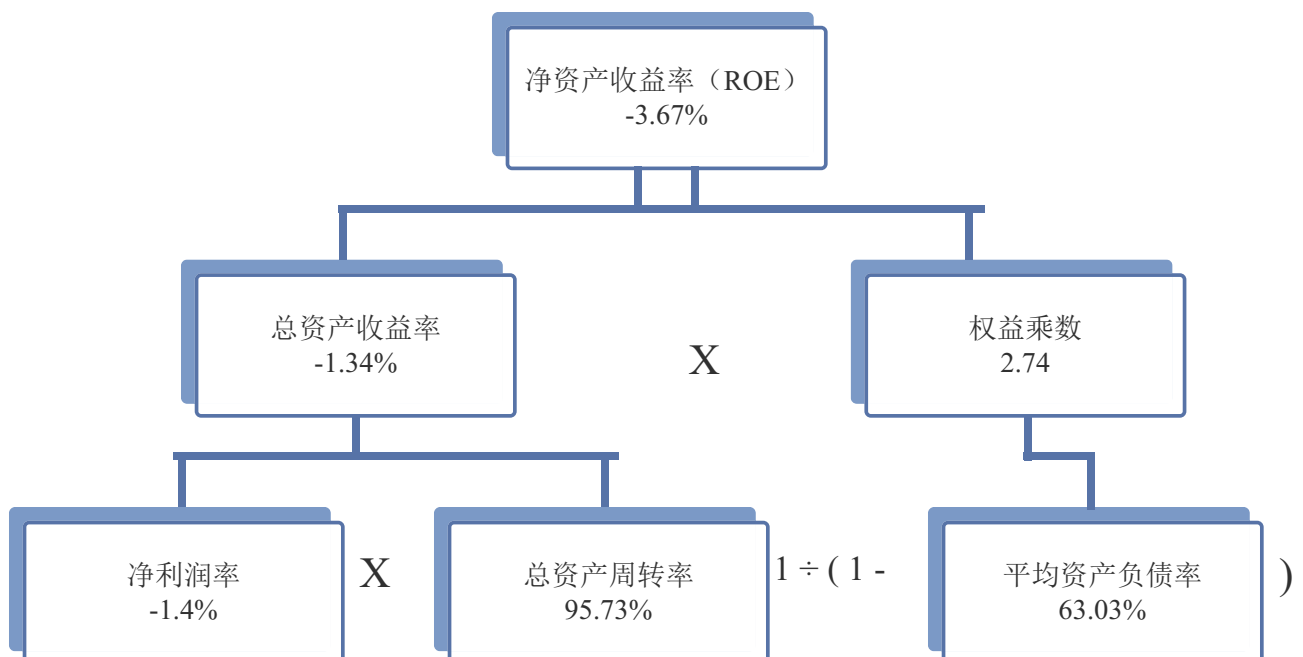 净资产收益率（ROE）
-3.67%
总资产收益率
-1.34%
X
权益乘数
2.74
净利润率
-1.4%
X
总资产周转率
95.73%
1 ÷ ( 1 -
平均资产负债率
63.03%
)